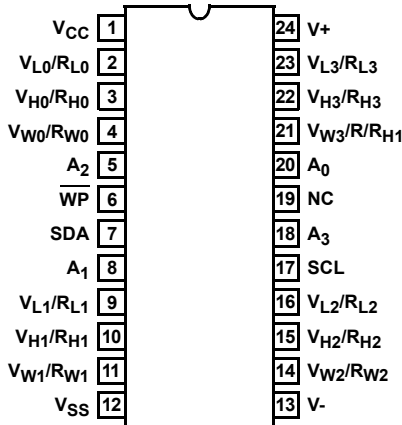 VCC 1 24 V+
VL0/RL0 2 23 VL3/RL3
VH0/RH0 3 22 VH3/RH3
VW0/RW0 4 21 VW3/R/RH1
A2 5 20 A0
WP 6 19 NC
SDA 7 18 A3
A1 8 17 SCL
VL1/RL1 9 16 VL2/RL2
VH1/RH1 10 15 VH2/RH2
VW1/RW1 11 14 VW2/RW2
VSS 12 13 V-